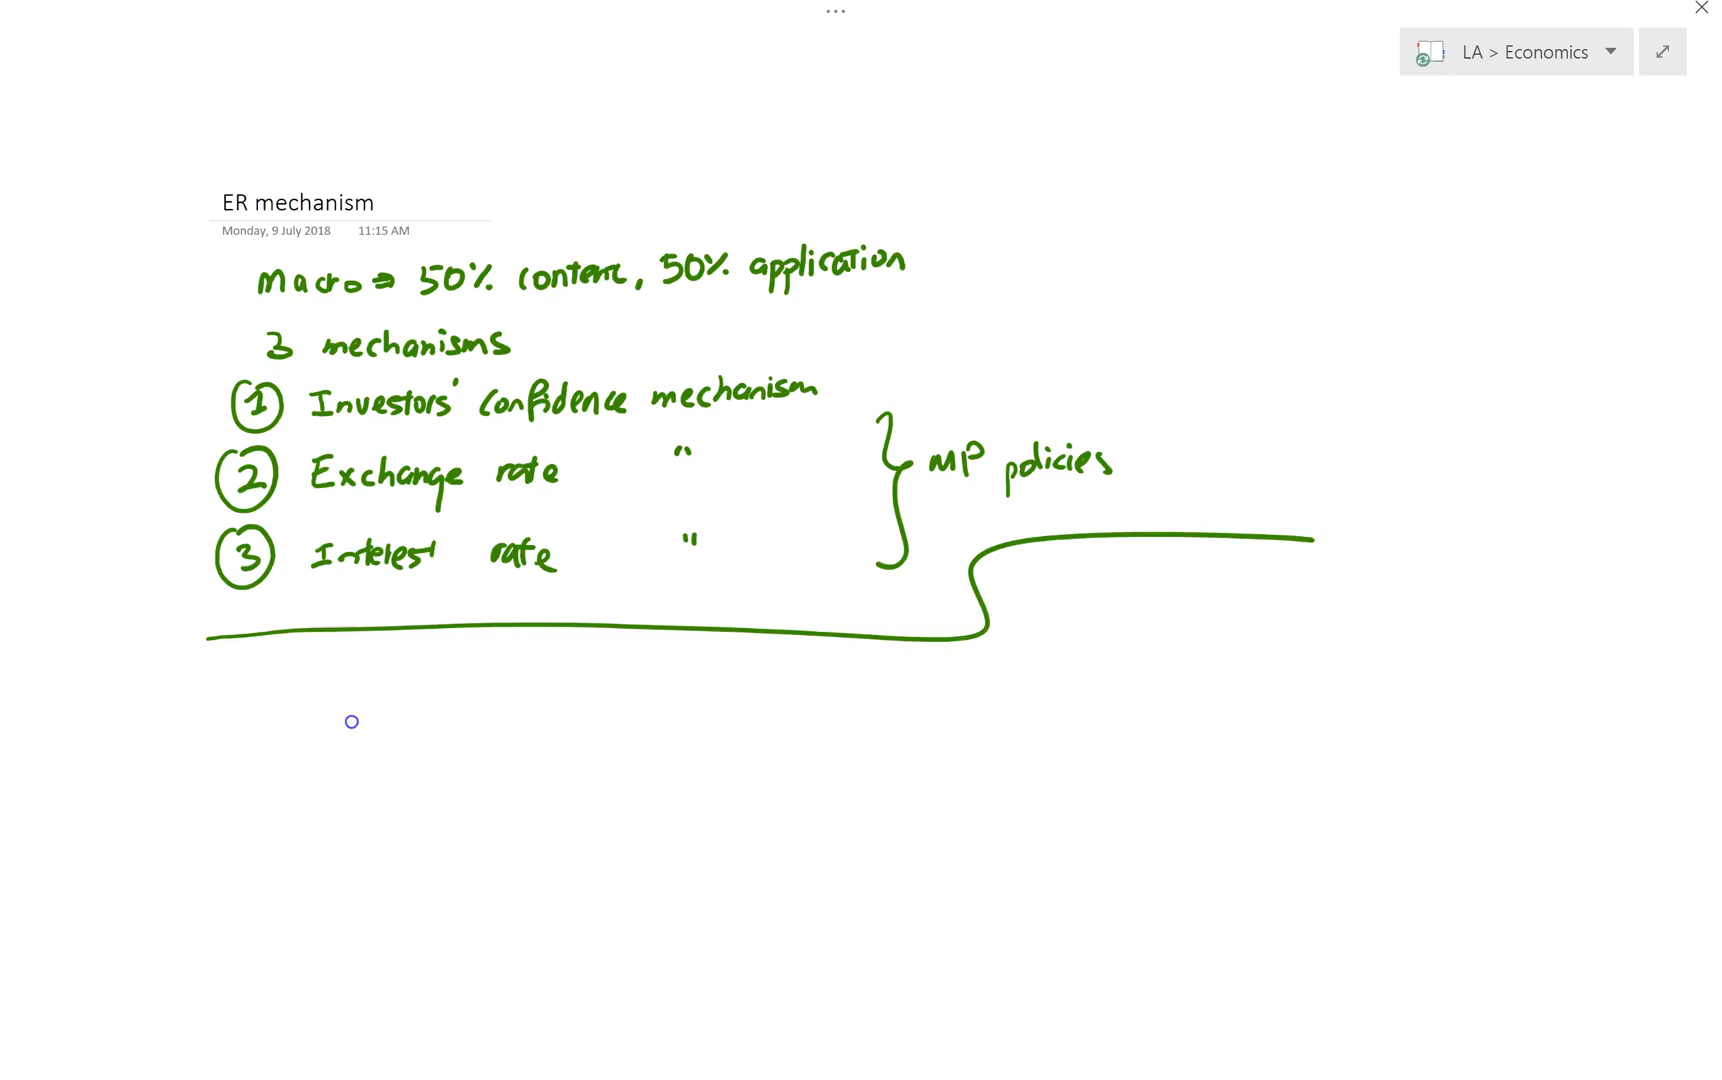 ...
LA > Economics
ER mechanism
Monday, 9 July 2018 11:15 AM
Macro ⇒ 50% content, 50% application
3 mechanisms
① Investors' confidence mechanism
② Exchange rate "
③ Interest rate "
MP policies